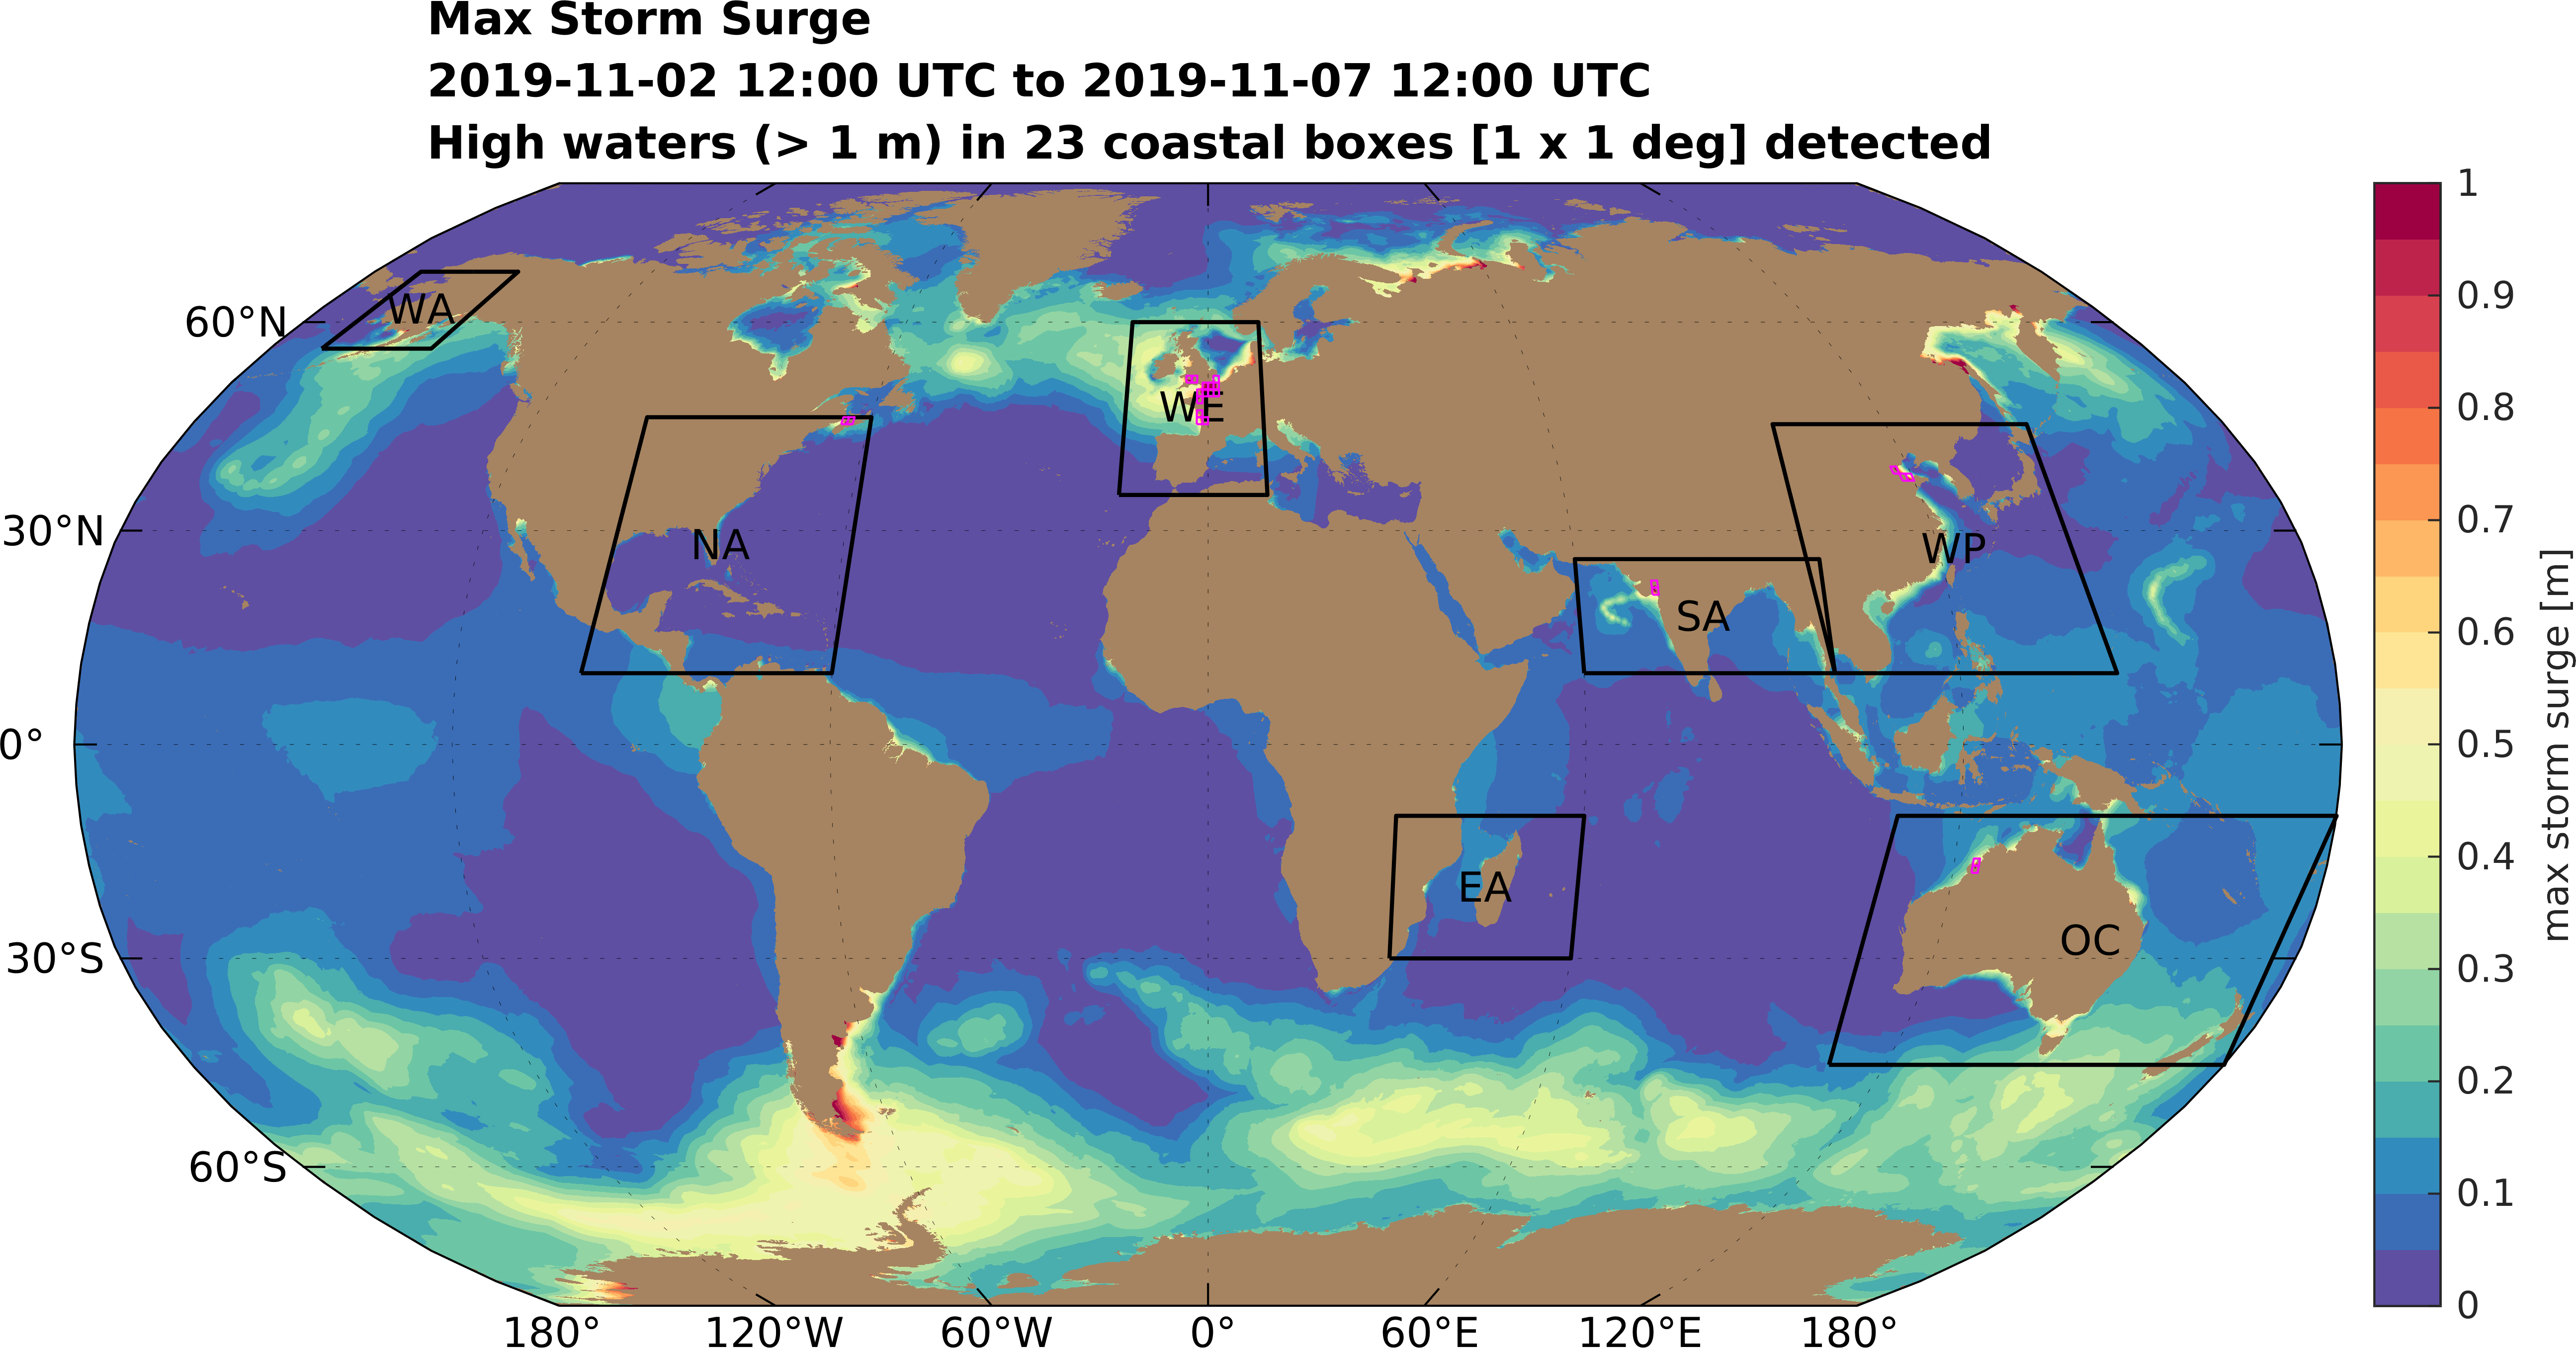 Max Storm Surge
2019-11-02 12:00 UTC to 2019-11-07 12:00 UTC
High waters (> 1 m) in 23 coastal boxes [1 x 1 deg] detected
60°N
30°N
0°
30°S
60°S
WA
NA
WE
SA
WP
EA
OC
180°
120°W
60°W
0°
60°E
120°E
180°
1
0.9
0.8
0.7
0.6
0.5
0.4
0.3
0.2
0.1
0
max storm surge [m]